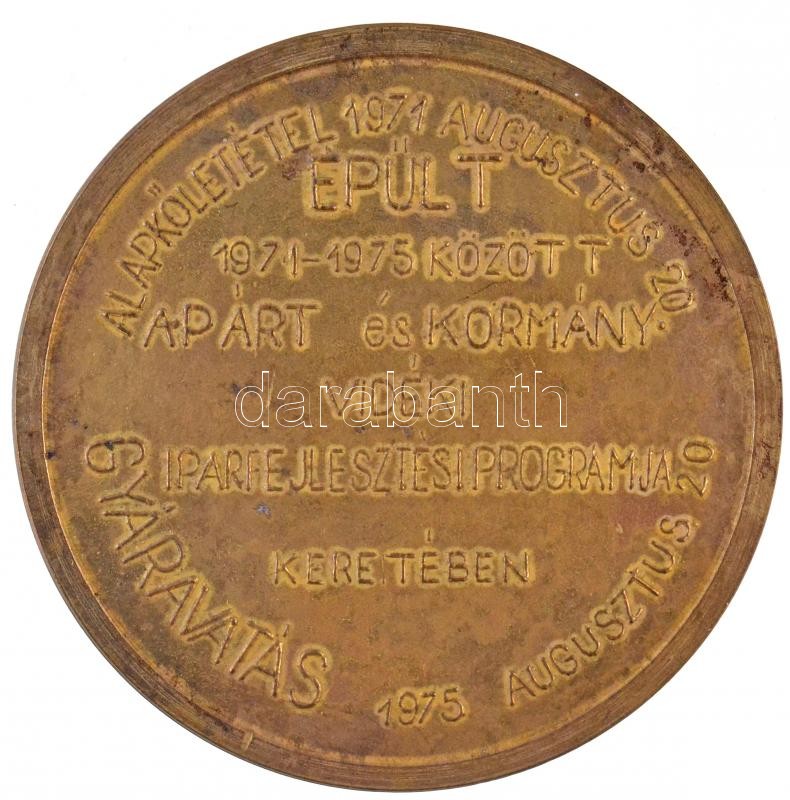 ALAPKŐLETÉTEL 1971 AUGUSZTUS 20.
ÉPÜLT
1971-1975 KÖZÖTT
A PÁRT és KORMÁNY
VIDÉKI
IPARFEJLESZTÉSI PROGRAMJA
KERETÉBEN
GYÁRAVATÁS 1975 AUGUSZTUS 20
darabanth